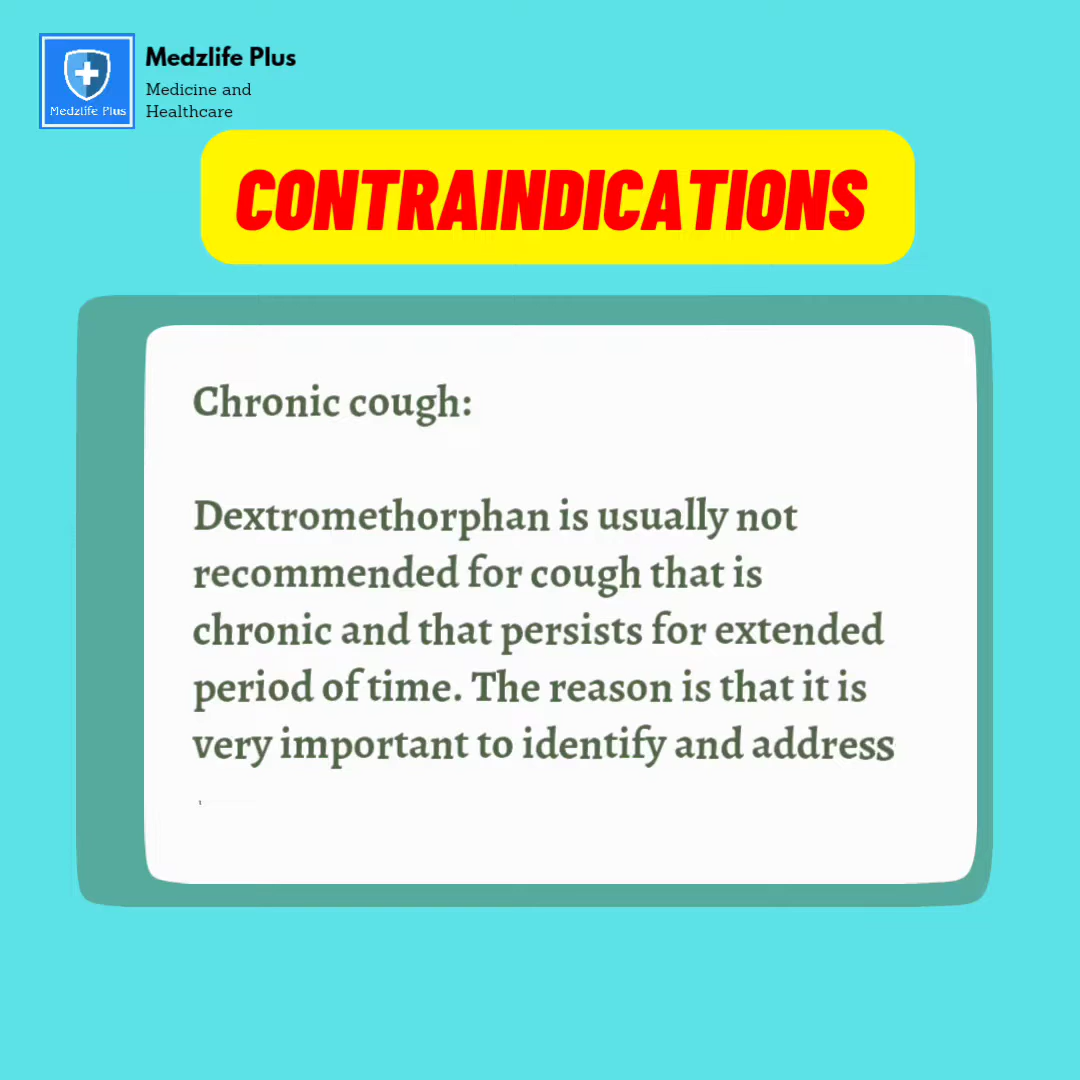 Medzlife Plus
Medicine and
Healthcare
Medzlife Plus
CONTRAINDICATIONS
Chronic cough:
Dextromethorphan is usually not
recommended for cough that is
chronic and that persists for extended
period of time. The reason is that it is
very important to identify and address